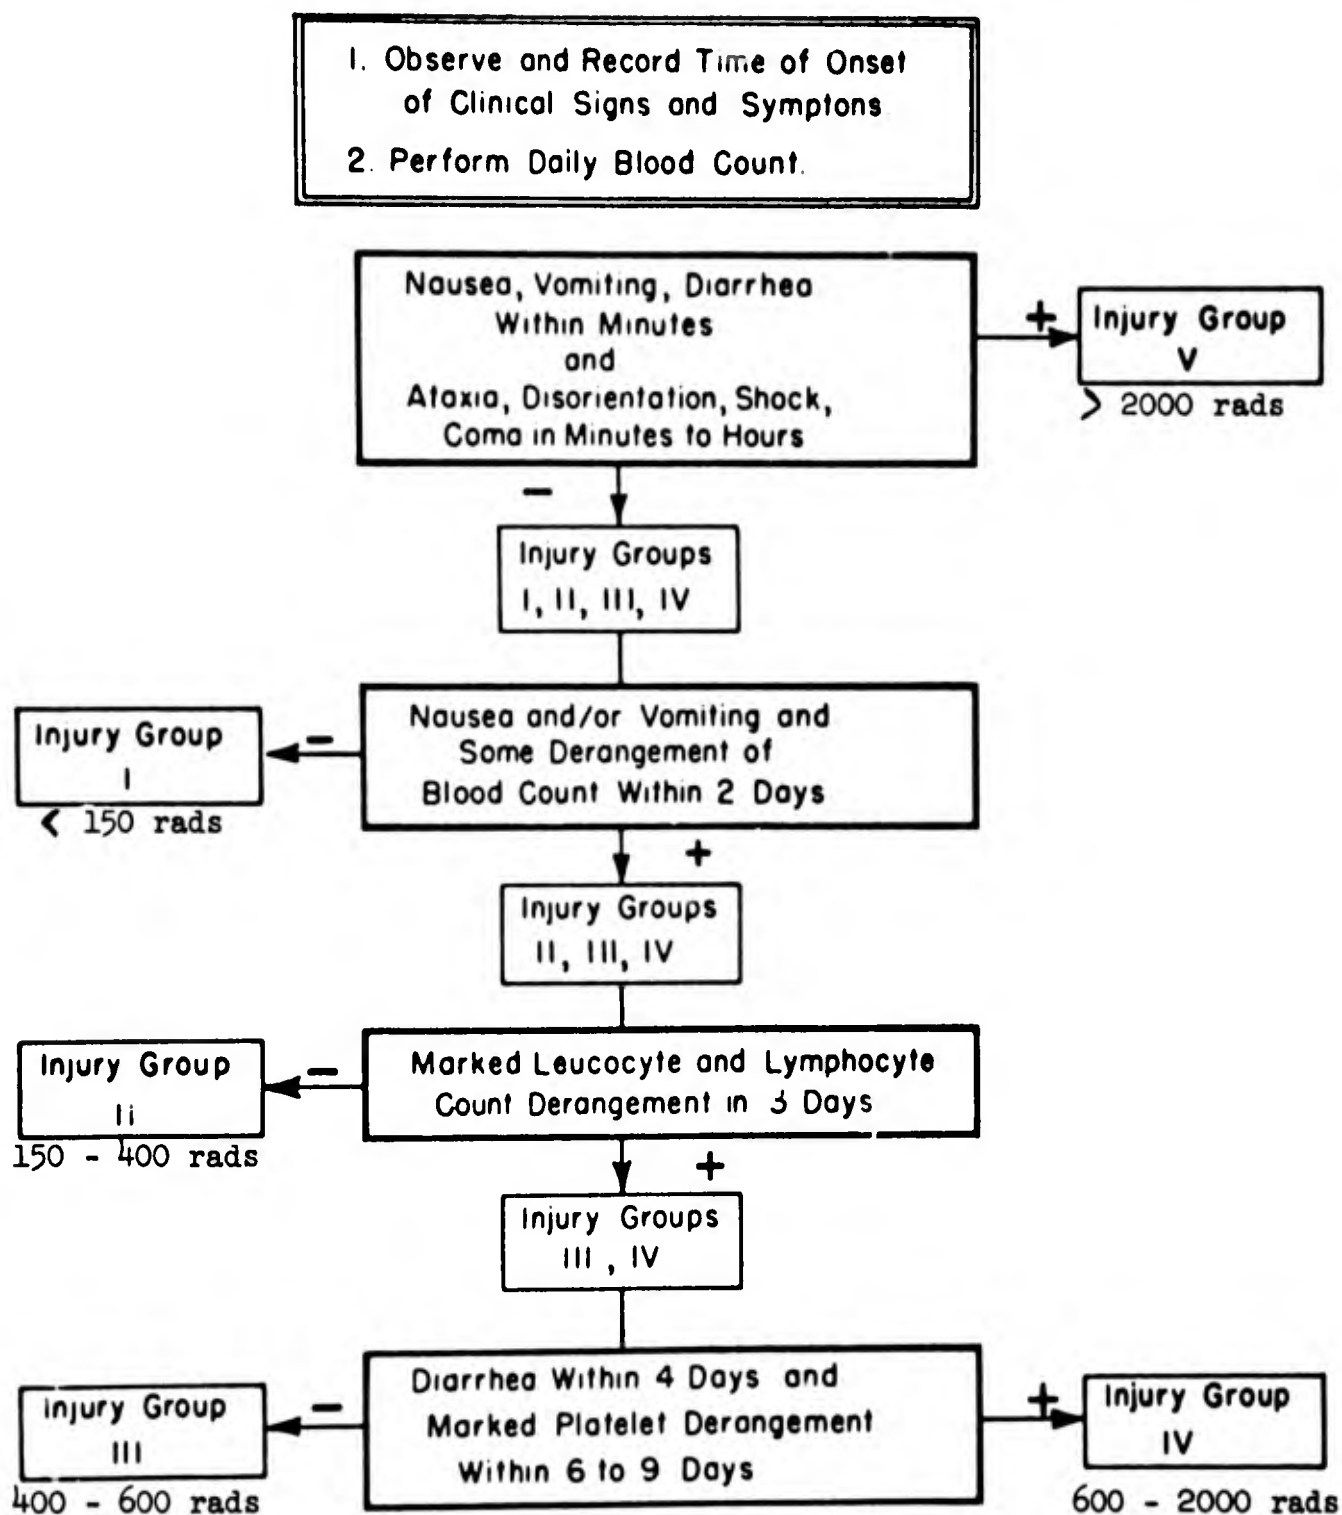 1. Observe and Record Time of Onset
of Clinical Signs and Symptons
2. Perform Daily Blood Count.
Nausea, Vomiting, Diarrhea
Within Minutes
and
Ataxia, Disorientation, Shock,
Coma in Minutes to Hours
+
Injury Group
V
> 2000 rads
-
Injury Groups
I, II, III, IV
Nausea and/or Vomiting and
Some Derangement of
Blood Count Within 2 Days
-
Injury Group
I
< 150 rads
+
Injury Groups
II, III, IV
Marked Leucocyte and Lymphocyte
Count Derangement in 3 Days
-
Injury Group
II
150 - 400 rads
+
Injury Groups
III, IV
Diarrhea Within 4 Days and
Marked Platelet Derangement
Within 6 to 9 Days
-
Injury Group
III
400 - 600 rads
+
Injury Group
IV
600 - 2000 rads